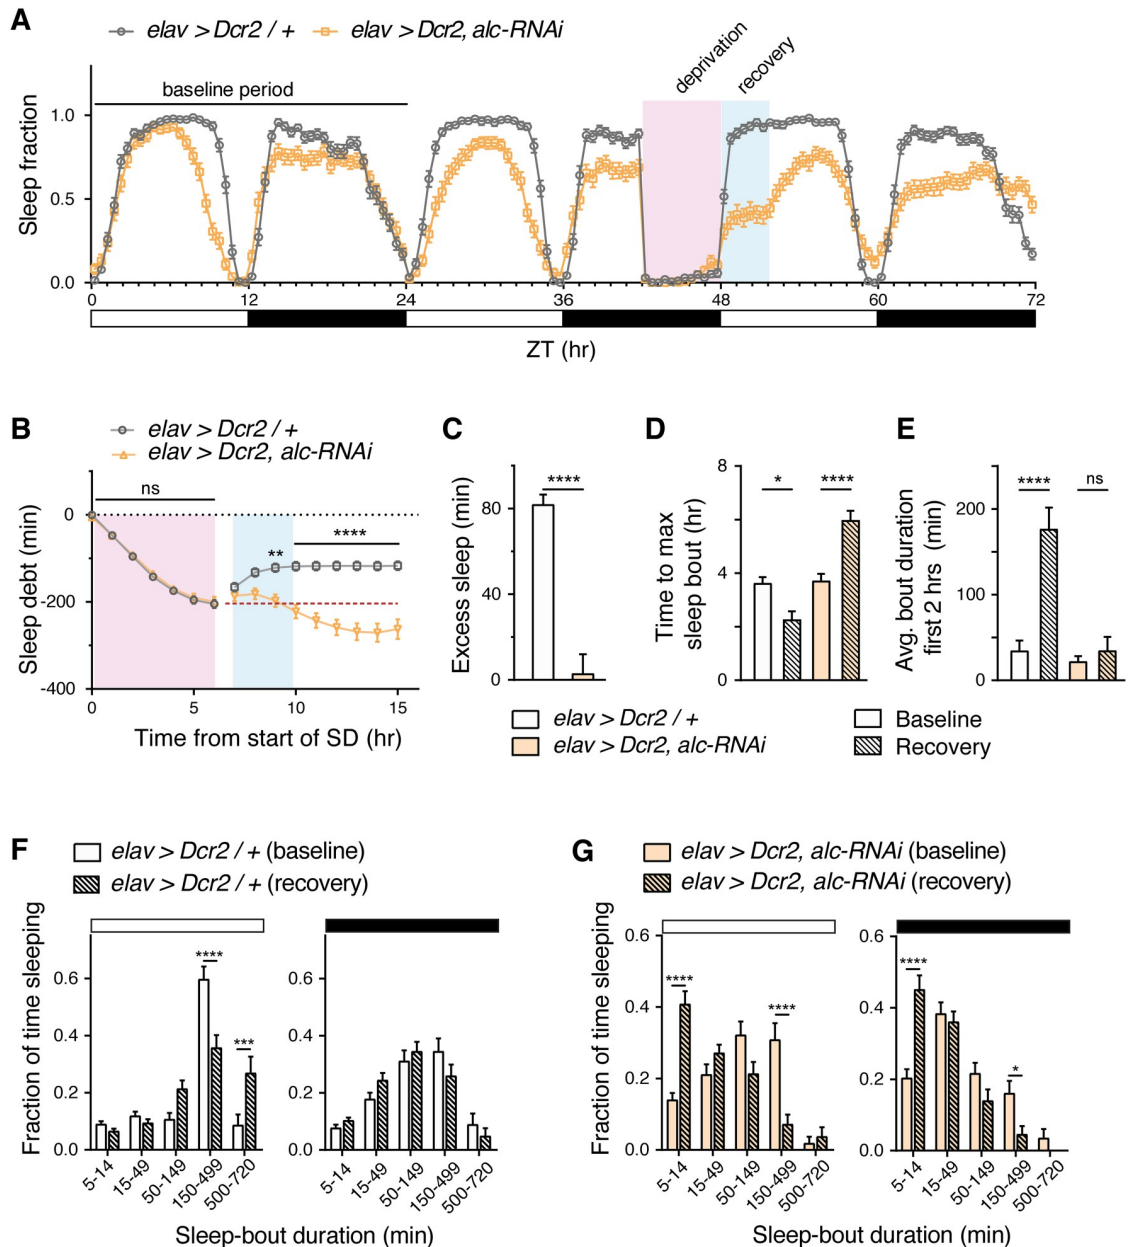 A
elav > Dcr2 / +
elav > Dcr2, alc-RNAi
deprivation
recovery
baseline period
Sleep fraction
1.0
0.5
0.0
0 12 24 36 48 60 72
ZT (hr)
B
elav > Dcr2 / +
elav > Dcr2, alc-RNAi
ns
**
****
Sleep debt (min)
0
-200
-400
0 5 10 15
Time from start of SD (hr)
C
Excess sleep (min)
****
80
40
0
D
Time to max
sleep bout (hr)
* ****
8
4
0
E
Avg. bout duration
first 2 hrs (min)
**** ns
200
100
0
elav > Dcr2 / +
elav > Dcr2, alc-RNAi
Baseline
Recovery
F
elav > Dcr2 / + (baseline)
elav > Dcr2 / + (recovery)
Fraction of time sleeping
****
***
0.6
0.4
0.2
0.0
5-14 15-49 50-149 150-499 500-720
0.6
0.4
0.2
0.0
5-14 15-49 50-149 150-499 500-720
Sleep-bout duration (min)
G
elav > Dcr2, alc-RNAi (baseline)
elav > Dcr2, alc-RNAi (recovery)
Fraction of time sleeping
0.6
0.4
0.2
0.0
****
****
5-14 15-49 50-149 150-499 500-720
0.6
0.4
0.2
0.0
****
*
5-14 15-49 50-149 150-499 500-720
Sleep-bout duration (min)